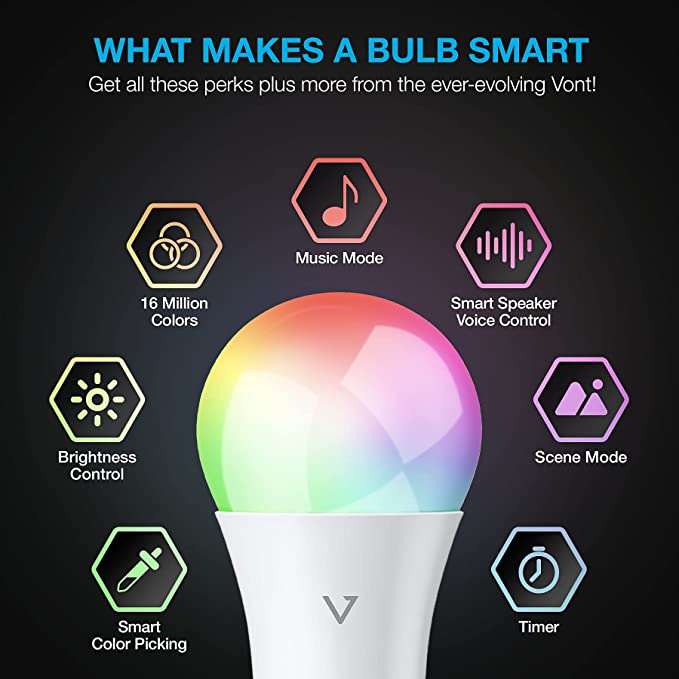 WHAT MAKES A BULB SMART
Get all these perks plus more from the ever-evolving Vont!
Music Mode
16 Million
Colors
Smart Speaker
Voice Control
Brightness
Control
Scene Mode
Smart
Color Picking
Timer